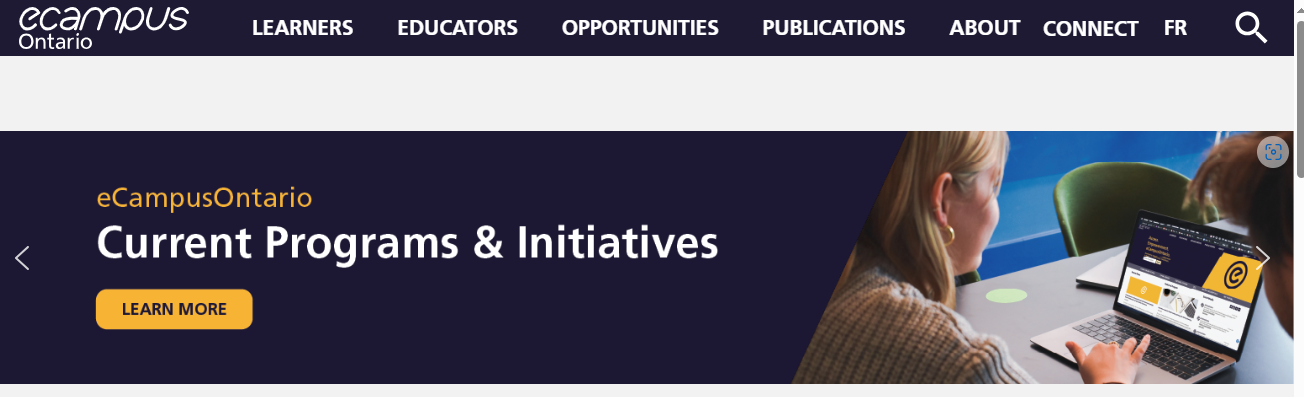 ecampus
Ontario
LEARNERS EDUCATORS OPPORTUNITIES PUBLICATIONS ABOUT CONNECT FR
eCampusOntario
Current Programs & Initiatives
LEARN MORE